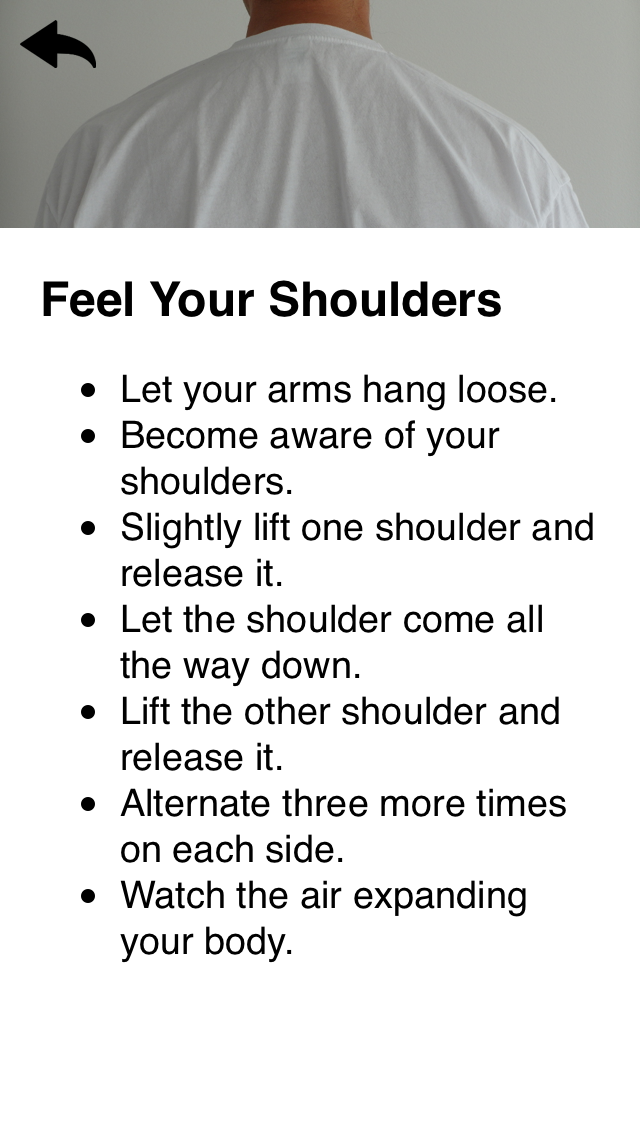 Feel Your Shoulders
• Let your arms hang loose.
• Become aware of your
shoulders.
• Slightly lift one shoulder and
release it.
• Let the shoulder come all
the way down.
• Lift the other shoulder and
release it.
• Alternate three more times
on each side.
• Watch the air expanding
your body.